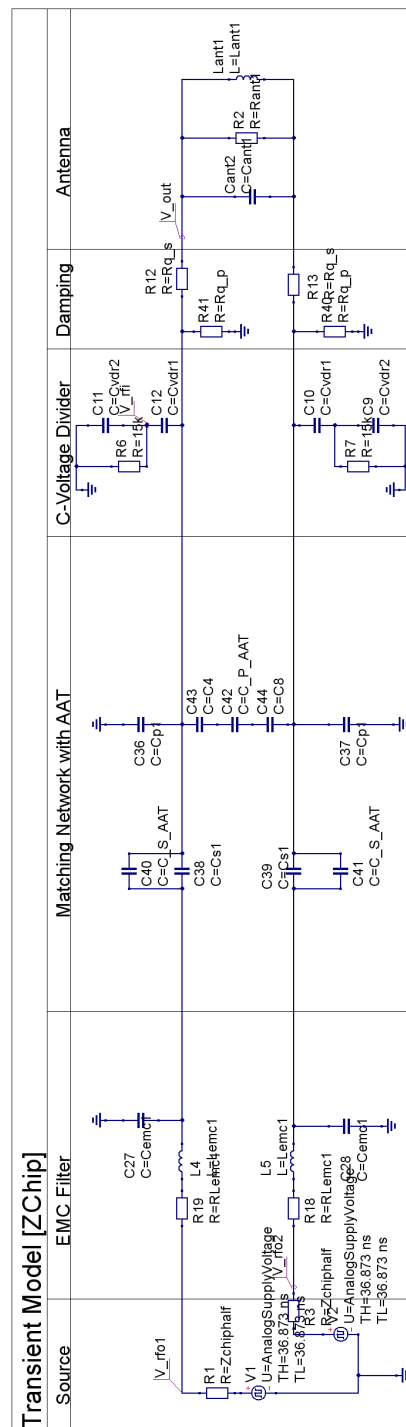 Transient Model [ZChip]
Source
EMC Filter
Matching Network with AAT
C-Voltage Divider
Damping
Antenna
V_rfo1
R1
R=Zchiphalf
V1
U=AnalogSupplyVoltage
TH=36.873 ns
TL=36.873 ns
V_rfo2
R3
R=Zchiphalf
V2
U=AnalogSupplyVoltage
TH=36.873 ns
TL=36.873 ns
C27
C=Cemc1
R19
R=RLemc1
L4
L=Lemc1
R18
R=RLemc1
L5
L=Lemc1
C28
C=Cemc1
C40
C=C_S_AAT
C38
C=Cs1
C39
C=Cs1
C41
C=C_S_AAT
C36
C=Cp1
C43
C=C4
C42
C=C_P_AAT
C44
C=C8
C37
C=Cp1
C11
C=Cvdr2
V_rfi
R6
R=15k
C12
C=Cvdr1
C10
C=Cvdr1
R7
R=15k
C9
C=Cvdr2
R12
R=Rq_s
R41
R=Rq_p
R13
R=Rq_s
R40
R=Rq_p
V_out
Cant2
C=Cant1
R2
R=Rant1
Lant1
L=Lant1